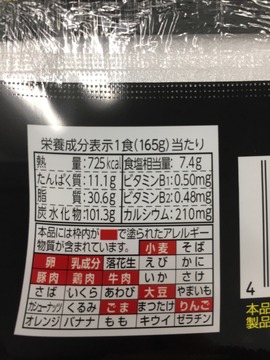 栄養成分表示1食(165g)当たり
熱量 725kcal 食塩相当量 7.4g
たんぱく質 11.1g ビタミンB1 0.50mg
脂質 30.6g ビタミンB2 0.48mg
炭水化物 101.3g カルシウム 210mg
本品には枠内が で塗られたアレルギー
物質が含まれています。 小麦 そば
卵 乳成分 落花生 えび かに
豚肉 鶏肉 牛肉 いか さけ
さば いくら あわび 大豆 やまいも
カシューナッツ くるみ ごま まつたけ りんご
オレンジ バナナ もも キウイ ゼラチン
4
本品
製品